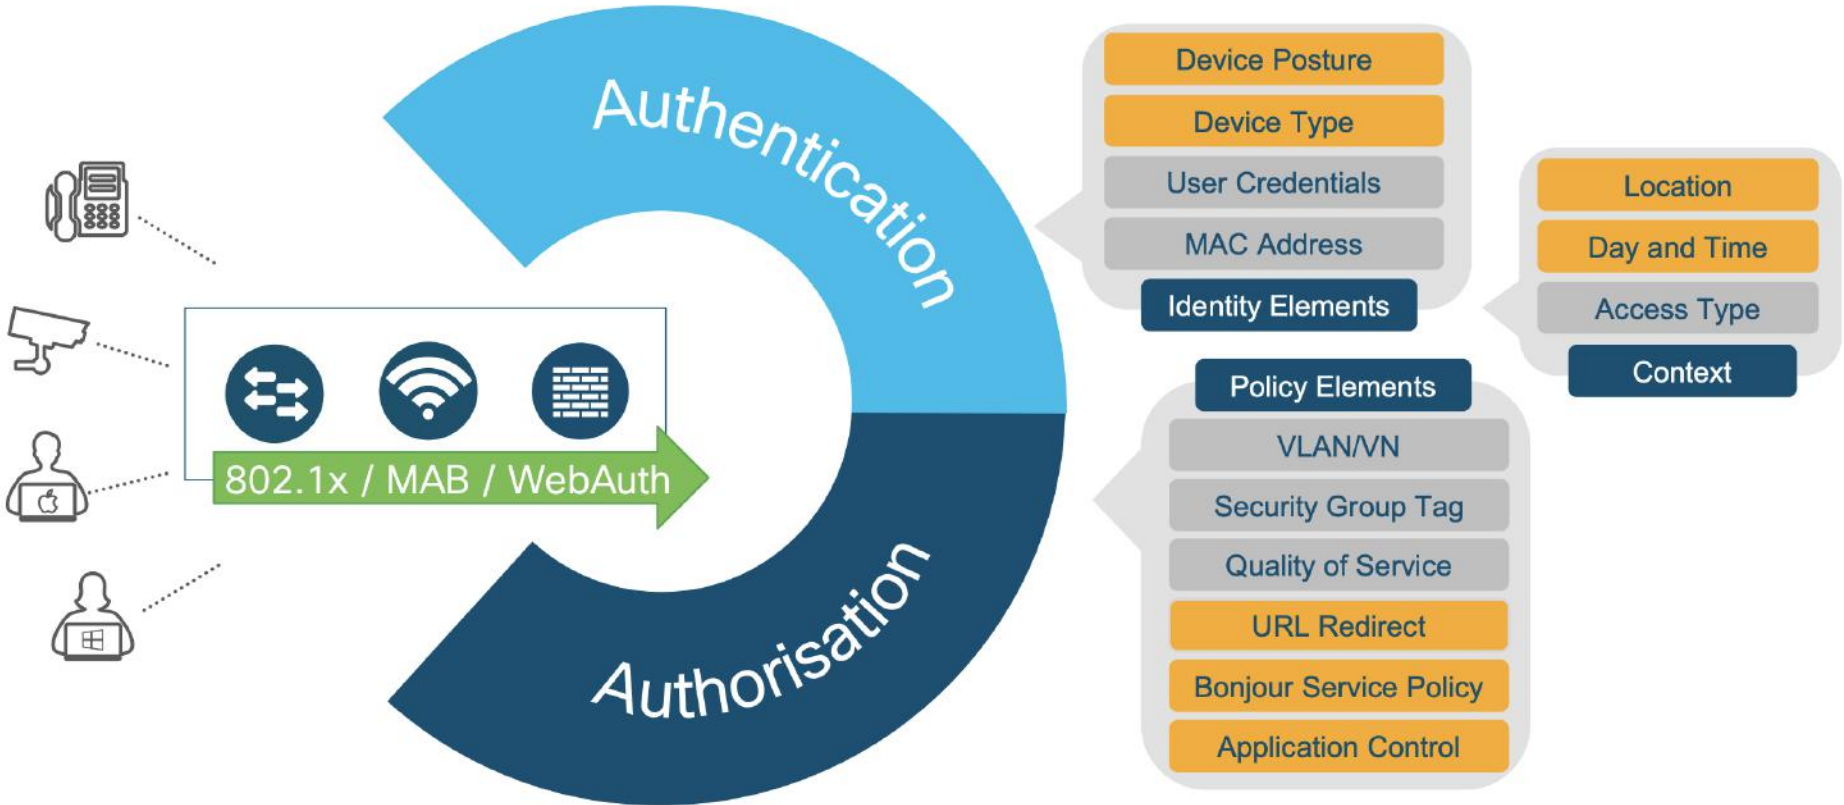 Authentication
Authorisation
802.1x / MAB / WebAuth
Device Posture
Device Type
User Credentials
MAC Address
Identity Elements
Location
Day and Time
Access Type
Context
Policy Elements
VLAN/VN
Security Group Tag
Quality of Service
URL Redirect
Bonjour Service Policy
Application Control